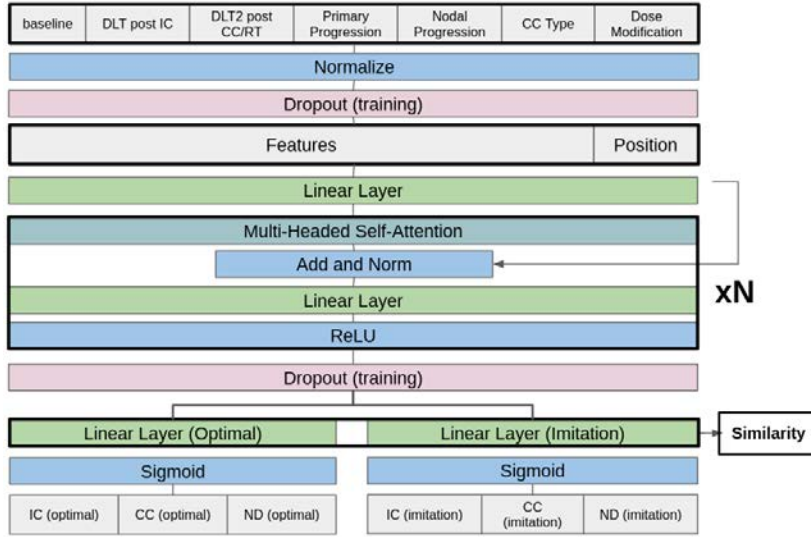 baseline
DLT post IC
DLT2 post
CC/RT
Primary
Progression
Nodal
Progression
CC Type
Dose
Modification
Normalize
Dropout (training)
Features
Position
Linear Layer
Multi-Headed Self-Attention
Add and Norm
xN
Linear Layer
ReLU
Dropout (training)
Linear Layer (Optimal)
Linear Layer (Imitation)
Similarity
Sigmoid
Sigmoid
IC (optimal)
CC (optimal)
ND (optimal)
IC (imitation)
CC
(imitation)
ND (imitation)